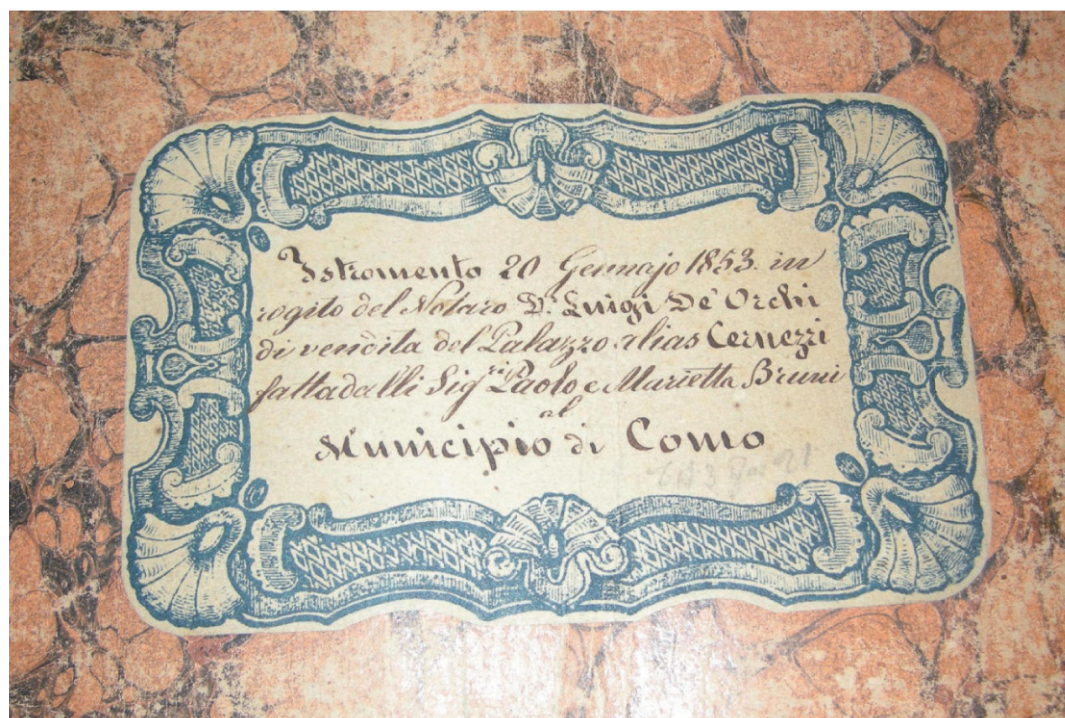 Istromento 20 Gennajo 1853. in
rogito del Notaro D.r Luigi De' Orchi
di vendita del Palazzo alias Cernezzi
fatta dalli Sig.ri Paolo e Marietta Bruni
al
Municipio di Como